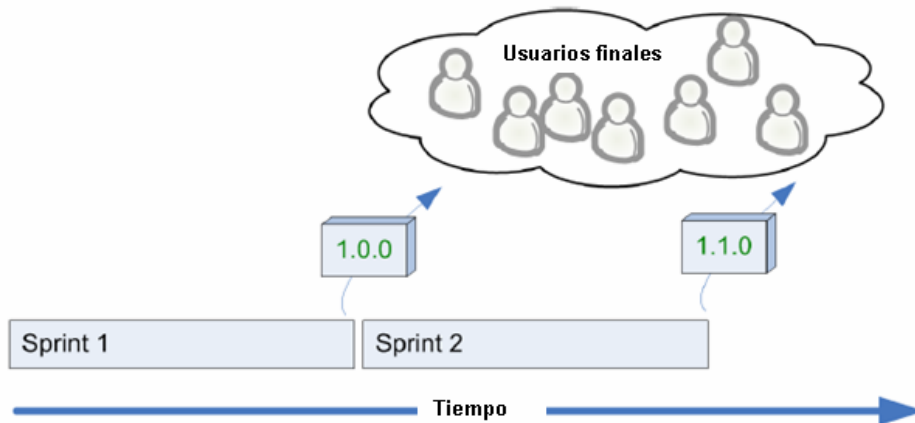 Usuarios finales
1.0.0
1.1.0
Sprint 1
Sprint 2
Tiempo